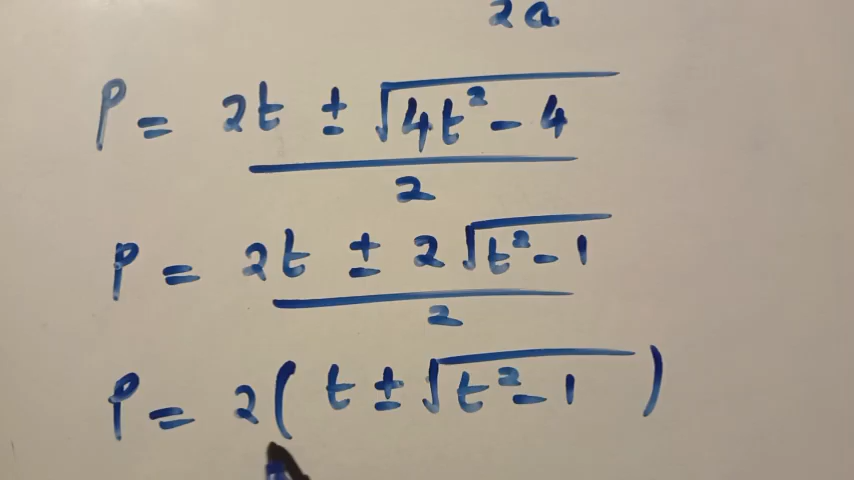 2a
P = 2t ± √4t² - 4
2
P = 2t ± 2√t² - 1
2
P = 2( t ± √t² - 1 )